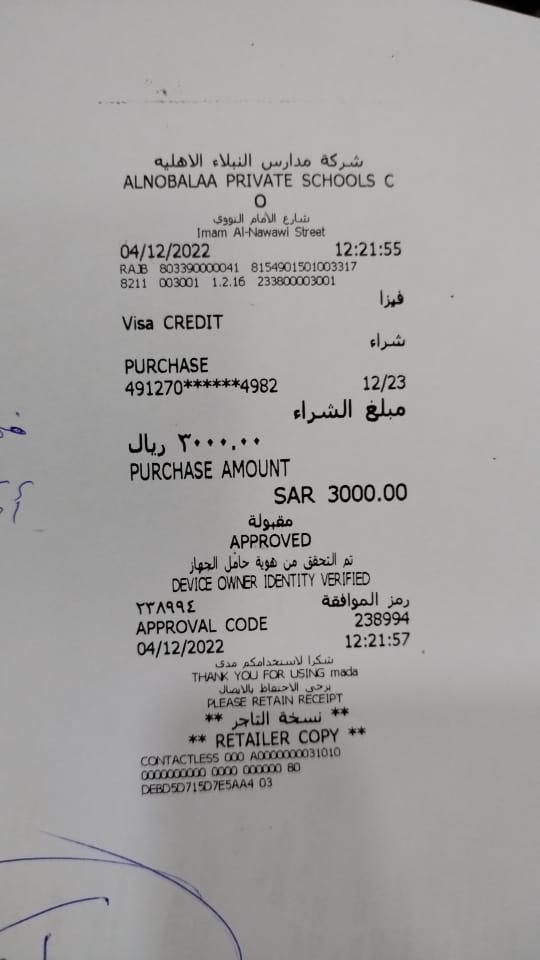 شركة مدارس النبلاء الاهليه
ALNOBALAA PRIVATE SCHOOLS C
O
شارع الأمام النووي
Imam Al-Nawawi Street
04/12/2022 12:21:55
RAJB 803390000041 8154901501003317
8211 003001 1.2.16 233800003001
فيزا
Visa CREDIT
شراء
PURCHASE
491270******4982 12/23
مبلغ الشراء
٣٠٠٠.٠٠ ريال
PURCHASE AMOUNT
SAR 3000.00
مقبولة
APPROVED
تم التحقق من هوية حامل الجهاز
DEVICE OWNER IDENTITY VERIFIED
رمز الموافقة ٢٣٨٩٩٤
APPROVAL CODE 238994
04/12/2022 12:21:57
شكرا لاستخدامكم مدى
THANK YOU FOR USING mada
يرجى الاحتفاظ بالايصال
PLEASE RETAIN RECEIPT
** نسخة التاجر **
** RETAILER COPY **
CONTACTLESS 000 A0000000031010
0000000000 0000 000000 80
DEBD5D715D7E5AA4 03